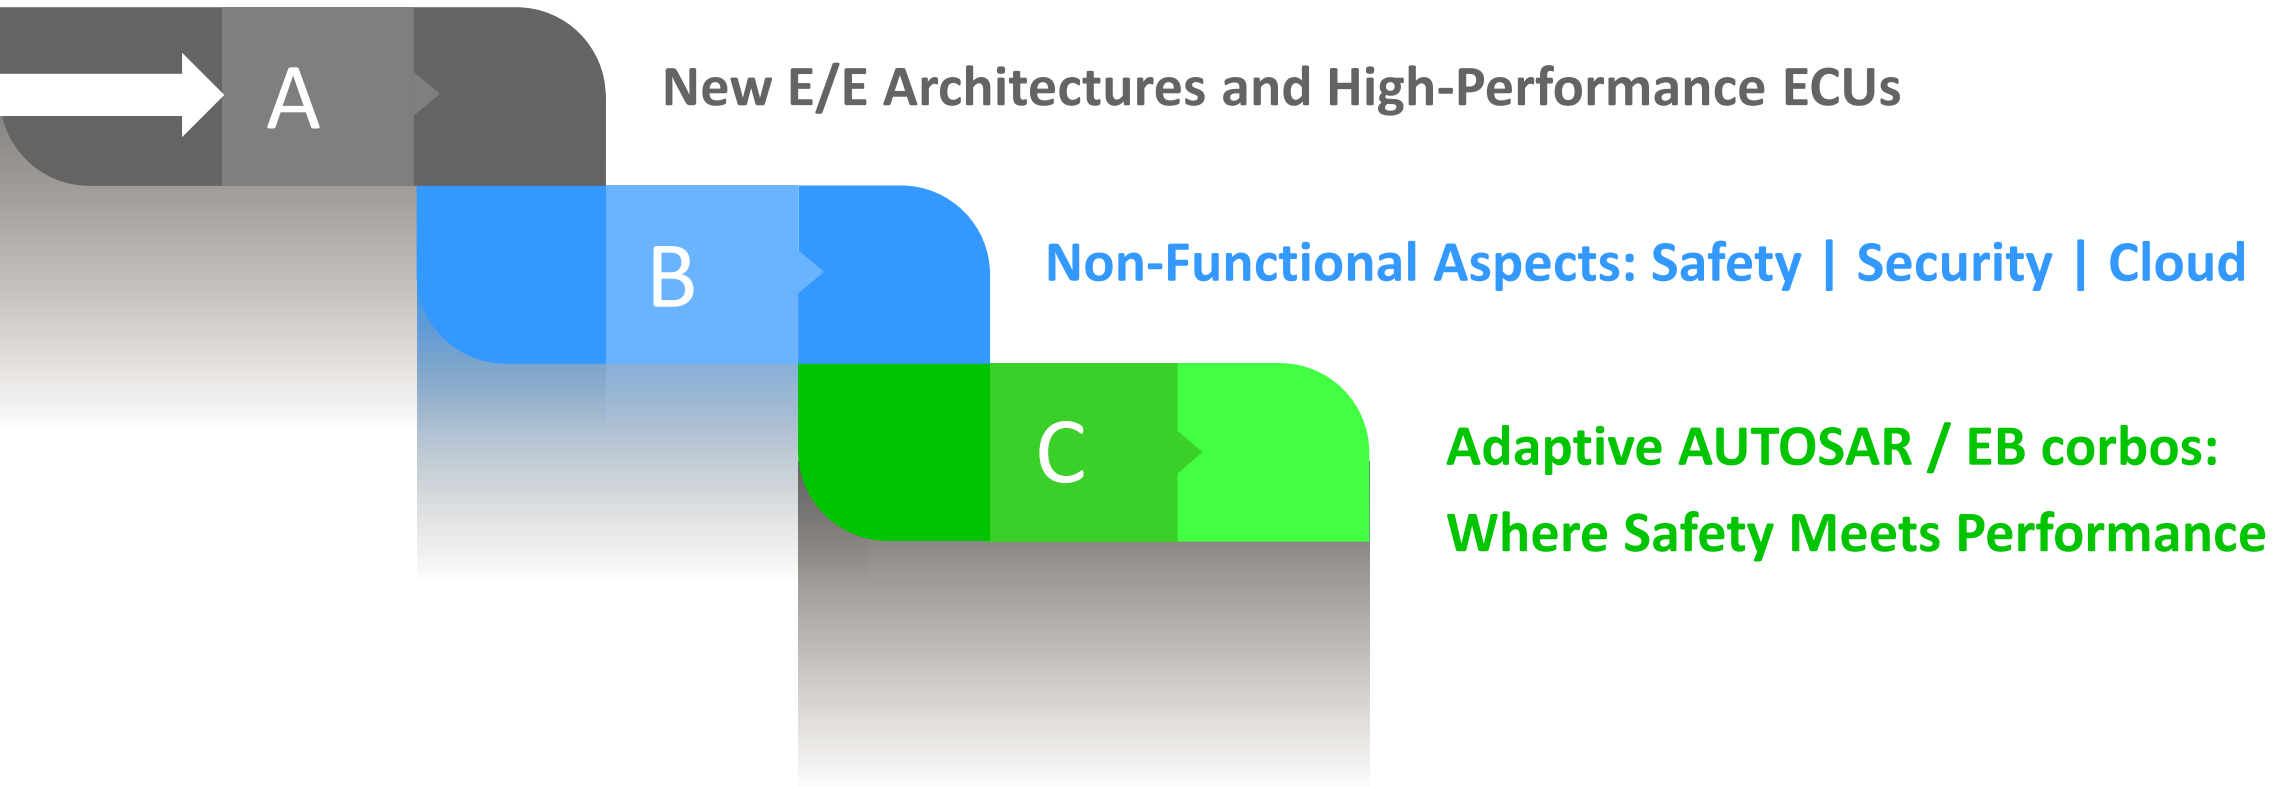 A
New E/E Architectures and High-Performance ECUs
B
Non-Functional Aspects: Safety | Security | Cloud
C
Adaptive AUTOSAR / EB corbos:
Where Safety Meets Performance